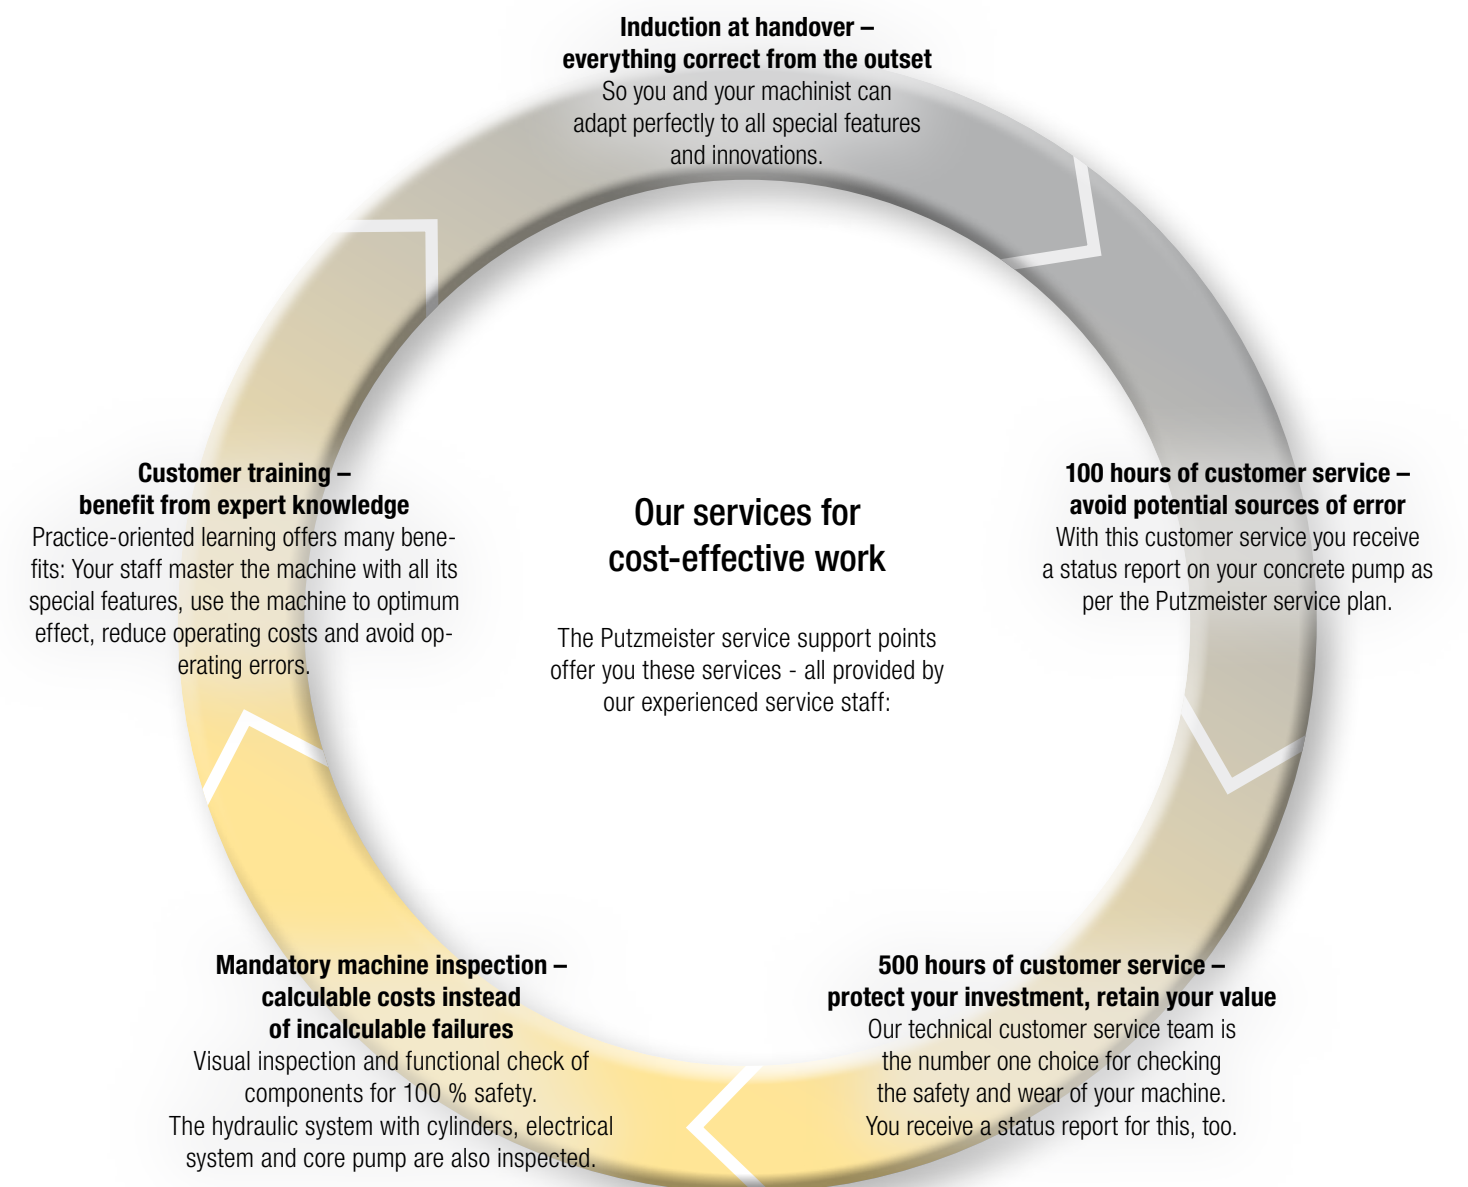 Induction at handover –
everything correct from the outset
So you and your machinist can
adapt perfectly to all special features
and innovations.
100 hours of customer service –
avoid potential sources of error
With this customer service you receive
a status report on your concrete pump as
per the Putzmeister service plan.
500 hours of customer service –
protect your investment, retain your value
Our technical customer service team is
the number one choice for checking
the safety and wear of your machine.
You receive a status report for this, too.
Mandatory machine inspection –
calculable costs instead
of incalculable failures
Visual inspection and functional check of
components for 100 % safety.
The hydraulic system with cylinders, electrical
system and core pump are also inspected.
Customer training –
benefit from expert knowledge
Practice-oriented learning offers many bene-
fits: Your staff master the machine with all its
special features, use the machine to optimum
effect, reduce operating costs and avoid op-
erating errors.
Our services for
cost-effective work
The Putzmeister service support points
offer you these services - all provided by
our experienced service staff: